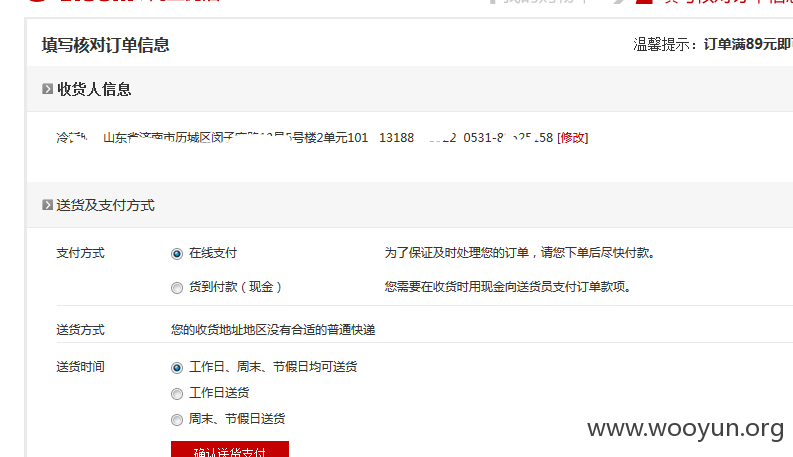 填写核对订单信息
温馨提示：订单满89元即
收货人信息
山东省济南市历城区 号楼2单元101 13188 0531-8 58 [修改]
送货及支付方式
支付方式 在线支付 为了保证及时处理您的订单，请您下单后尽快付款。
货到付款（现金） 您需要在收货时用现金向送货员支付订单款项。
送货方式 您的收货地址地区没有合适的普通快递
送货时间 工作日、周末、节假日均可送货
工作日送货
周末、节假日送货
确认送货支付
www.wooyun.org